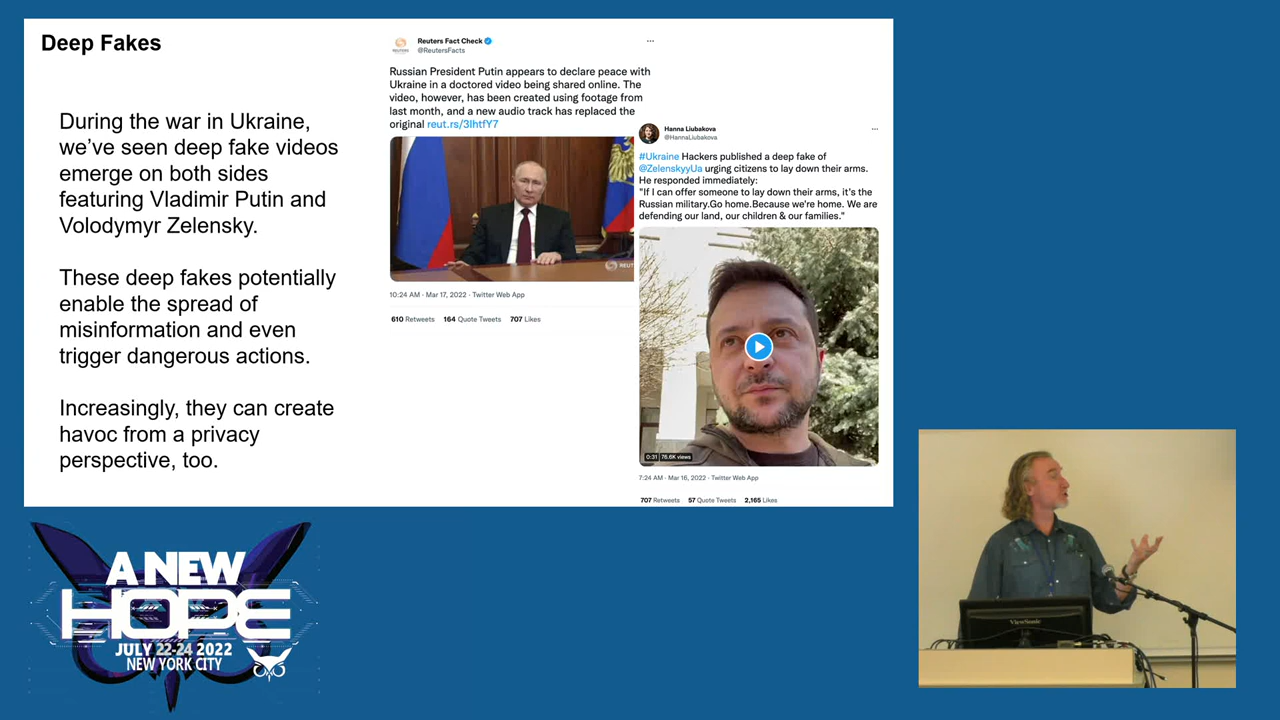 Deep Fakes
During the war in Ukraine,
we've seen deep fake videos
emerge on both sides
featuring Vladimir Putin and
Volodymyr Zelensky.
These deep fakes potentially
enable the spread of
misinformation and even
trigger dangerous actions.
Increasingly, they can create
havoc from a privacy
perspective, too.
Reuters Fact Check
@ReutersFacts
Russian President Putin appears to declare peace with
Ukraine in a doctored video being shared online. The
video, however, has been created using footage from
last month, and a new audio track has replaced the
original reut.rs/3IhtfY7
REUT
10:24 AM · Mar 17, 2022 · Twitter Web App
610 Retweets 164 Quote Tweets 707 Likes
Hanna Liubakova
@HannaLiubakova
#Ukraine Hackers published a deep fake of
@ZelenskyyUa urging citizens to lay down their arms.
He responded immediately:
"If I can offer someone to lay down their arms, it's the
Russian military.Go home.Because we're home. We are
defending our land, our children & our families."
0:31 76.6K views
7:24 AM · Mar 16, 2022 · Twitter Web App
707 Retweets 57 Quote Tweets 2,165 Likes
A NEW
HOPE
JULY 22-24 2022
NEW YORK CITY
ViewSonic